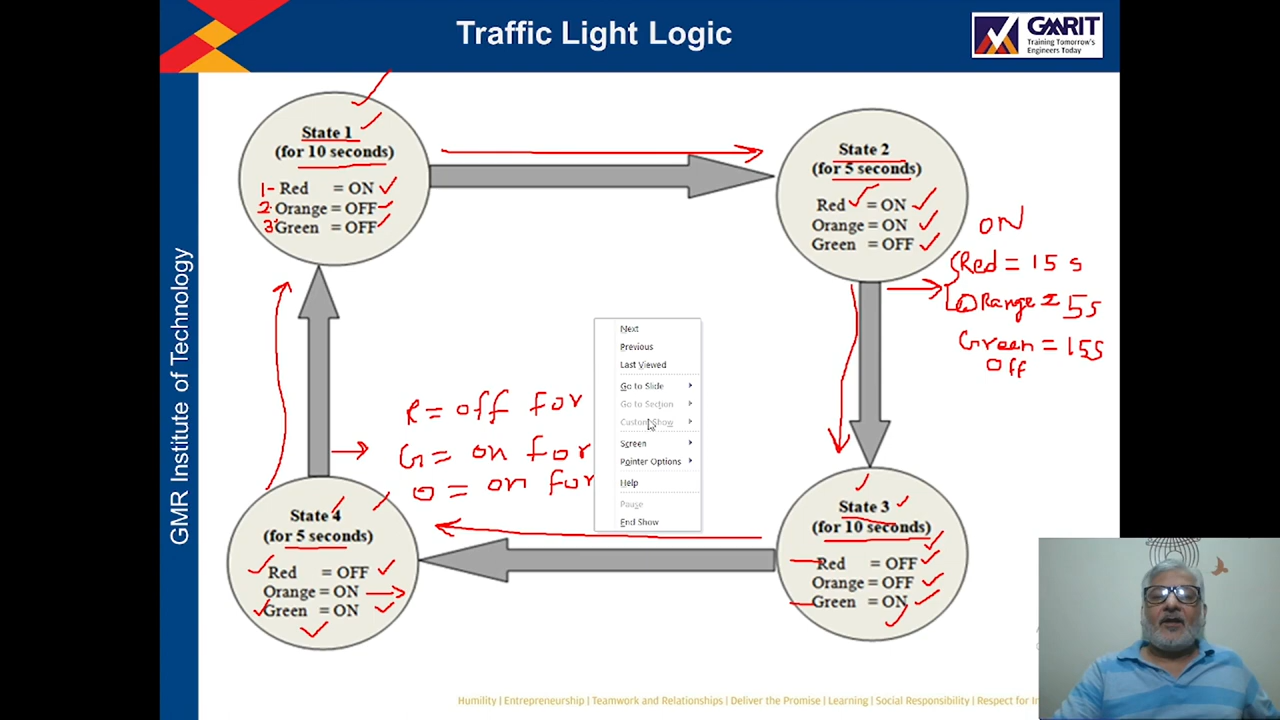 Traffic Light Logic
GMRIT
Training Tomorrow's
Engineers Today
GMR Institute of Technology
State 1
(for 10 seconds)
1- Red = ON
2. Orange = OFF
3. Green = OFF
State 2
(for 5 seconds)
Red = ON
Orange = ON
Green = OFF
ON
Red = 15 s
ORange = 5s
Green = 15s
Off
Next
Previous
Last Viewed
Go to Slide
Go to Section
Custom Show
Screen
Pointer Options
Help
Pause
End Show
R = off for
G = on for
O = on for
State 3
(for 10 seconds)
Red = OFF
Orange = OFF
Green = ON
State 4
(for 5 seconds)
Red = OFF
Orange = ON
Green = ON
Humility | Entrepreneurship | Teamwork and Relationships | Deliver the Promise | Learning | Social Responsibility | Respect for